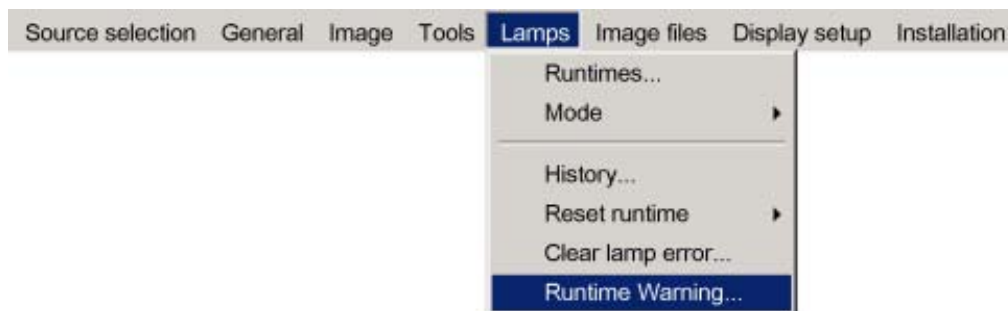 Source selection General Image Tools Lamps Image files Display setup Installation
Runtimes...
Mode
History...
Reset runtime
Clear lamp error...
Runtime Warning...